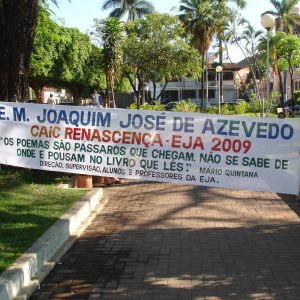 E. M. JOAQUIM JOSÉ DE AZEVEDO
CAIC RENASCENÇA - EJA 2009
"OS POEMAS SÃO PÁSSAROS QUE CHEGAM, NÃO SE SABE DE
ONDE E POUSAM NO LIVRO QUE LÊS." MÁRIO QUINTANA
DIREÇÃO, SUPERVISÃO, ALUNOS E PROFESSORES DA EJA.